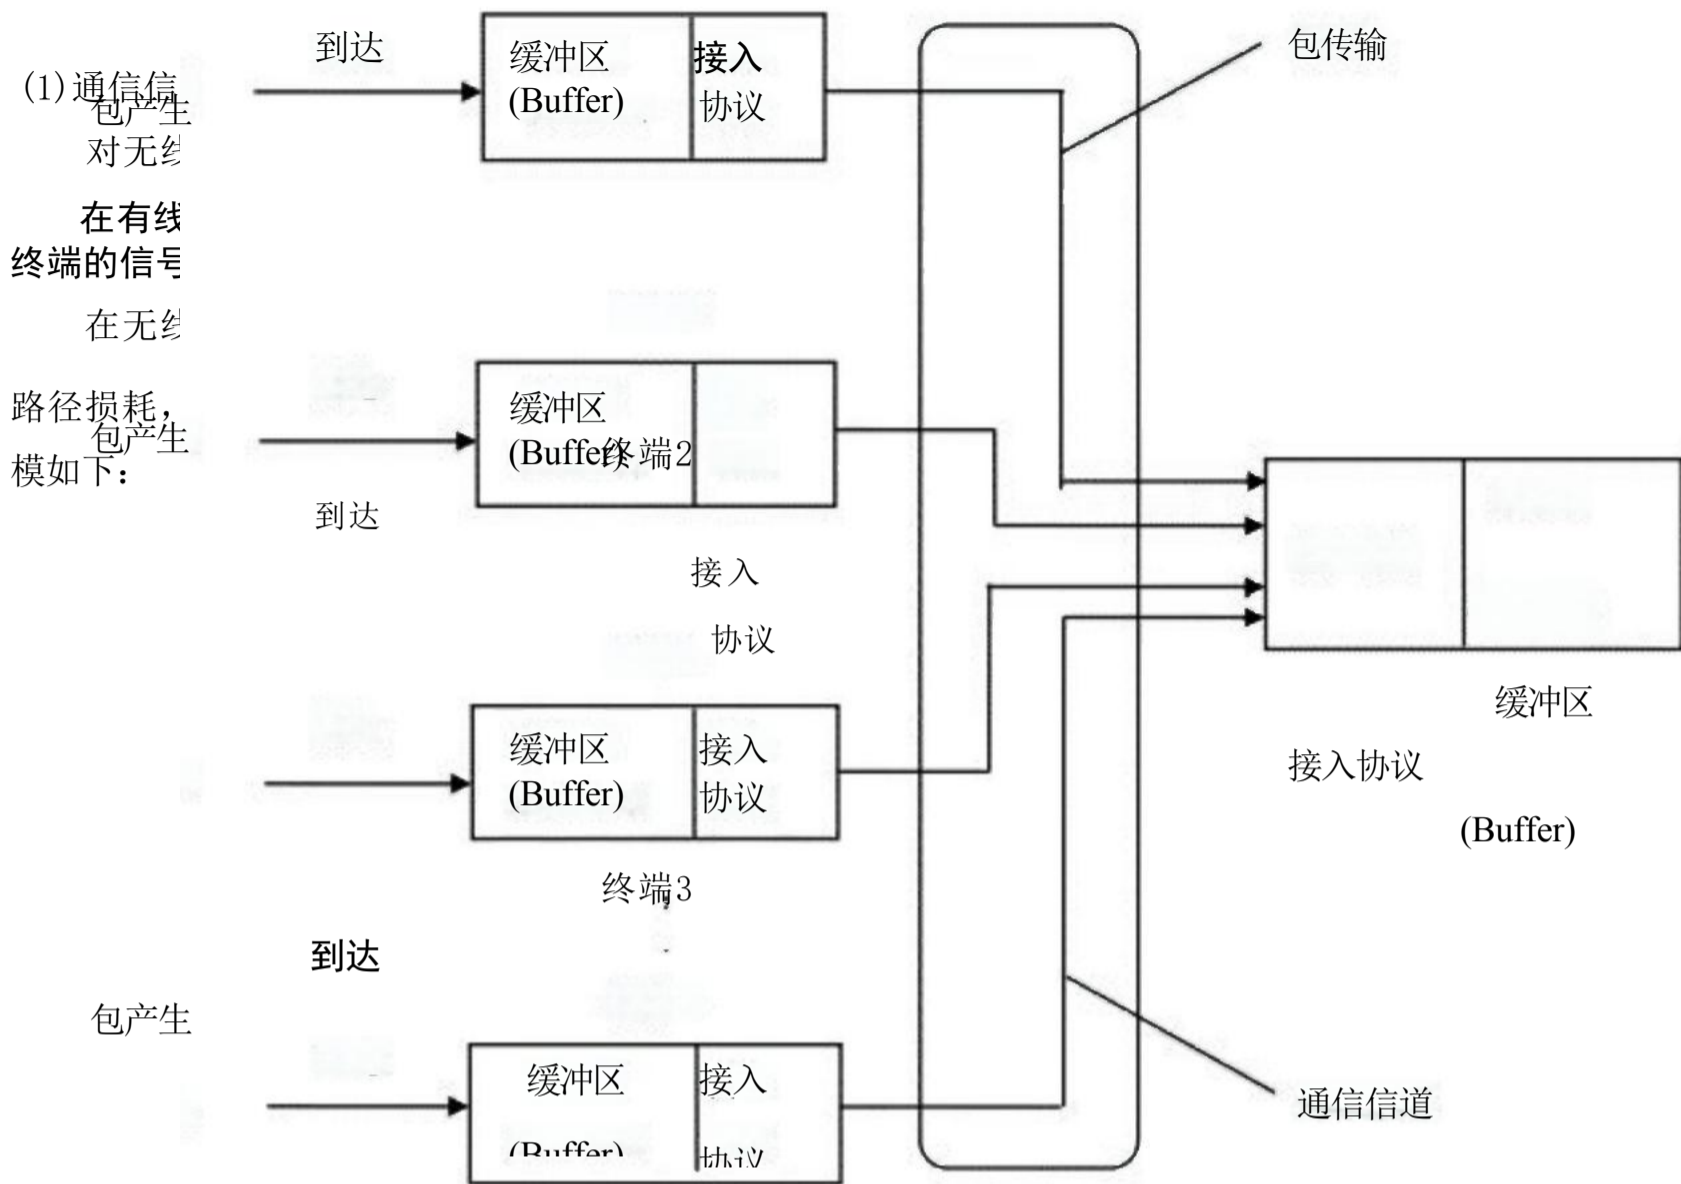 到达
缓冲区
(Buffer)
接入
协议
包传输
(1)通信信
包产生
对无线
在有线
终端的信号
在无线
路径损耗,
包产生
模如下:
到达
缓冲区
(Buffer)
终端2
接入
协议
缓冲区
(Buffer)
接入
协议
终端3
缓冲区
接入协议
(Buffer)
到达
包产生
缓冲区
(Buffer)
接入
协议
通信信道